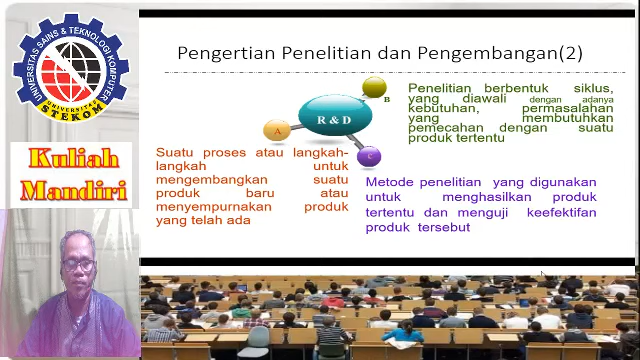 UNIVERSITAS SAINS & TEKNOLOGI KOMPUTER
UNIVERSITAS
STEKOM
Kuliah
Mandiri
Pengertian Penelitian dan Pengembangan(2)
R & D
A
B
C
Penelitian berbentuk siklus,
yang diawali dengan adanya
kebutuhan, permasalahan
yang membutuhkan
pemecahan dengan suatu
produk tertentu
Suatu proses atau langkah-
langkah untuk
mengembangkan suatu
produk baru atau
menyempurnakan produk
yang telah ada
Metode penelitian yang digunakan
untuk menghasilkan produk
tertentu dan menguji keefektifan
produk tersebut